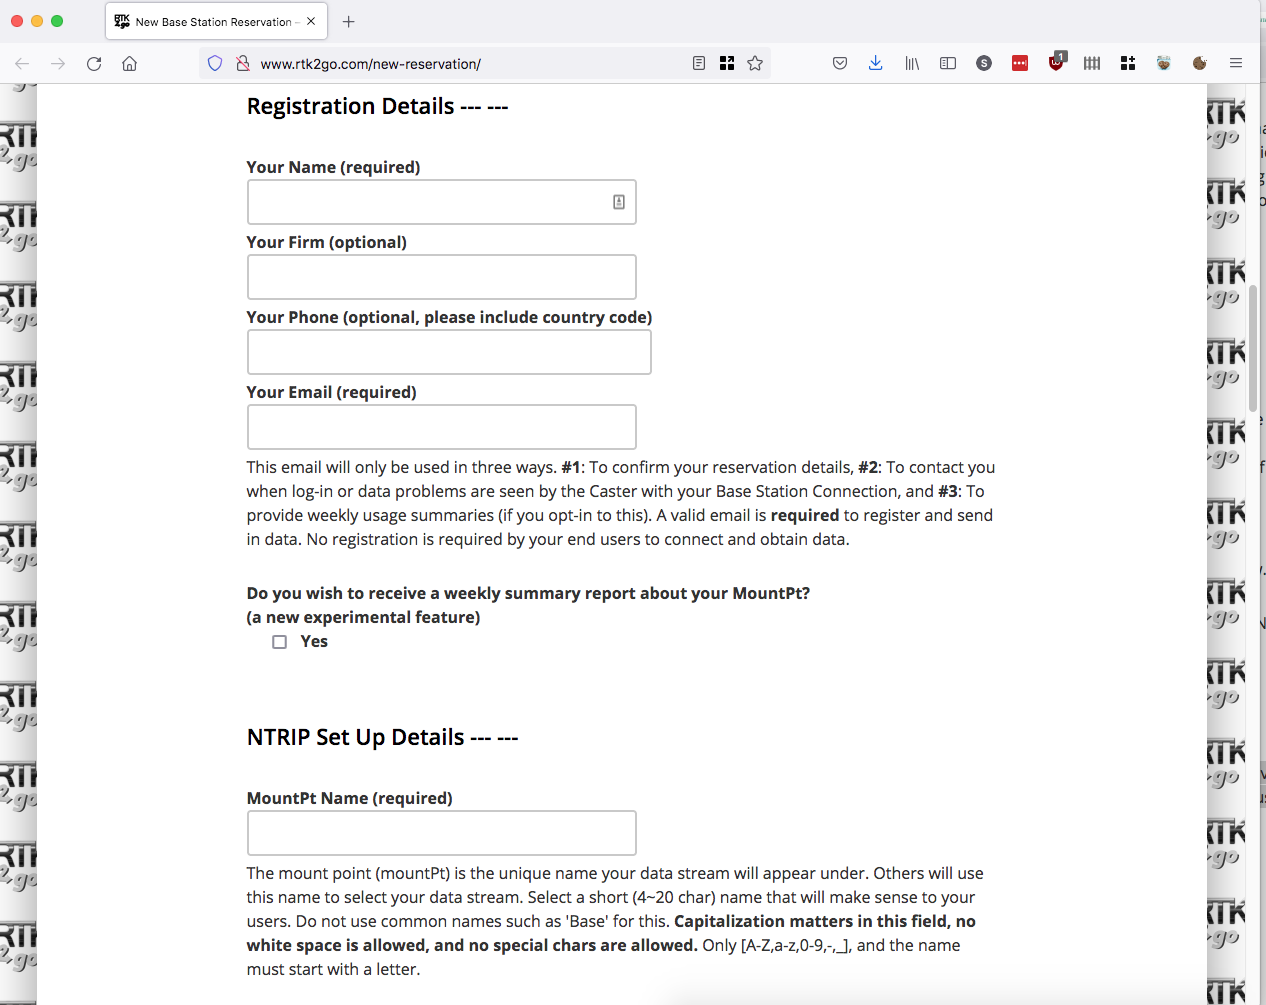 RTK
2go
New Base Station Reservation –
www.rtk2go.com/new-reservation/
S
1
Registration Details --- ---
Your Name (required)
Your Firm (optional)
Your Phone (optional, please include country code)
Your Email (required)
This email will only be used in three ways. #1: To confirm your reservation details, #2: To contact you
when log-in or data problems are seen by the Caster with your Base Station Connection, and #3: To
provide weekly usage summaries (if you opt-in to this). A valid email is required to register and send
in data. No registration is required by your end users to connect and obtain data.
Do you wish to receive a weekly summary report about your MountPt?
(a new experimental feature)
Yes
NTRIP Set Up Details --- ---
MountPt Name (required)
The mount point (mountPt) is the unique name your data stream will appear under. Others will use
this name to select your data stream. Select a short (4~20 char) name that will make sense to your
users. Do not use common names such as 'Base' for this. Capitalization matters in this field, no
white space is allowed, and no special chars are allowed. Only [A-Z,a-z,0-9,-,_], and the name
must start with a letter.